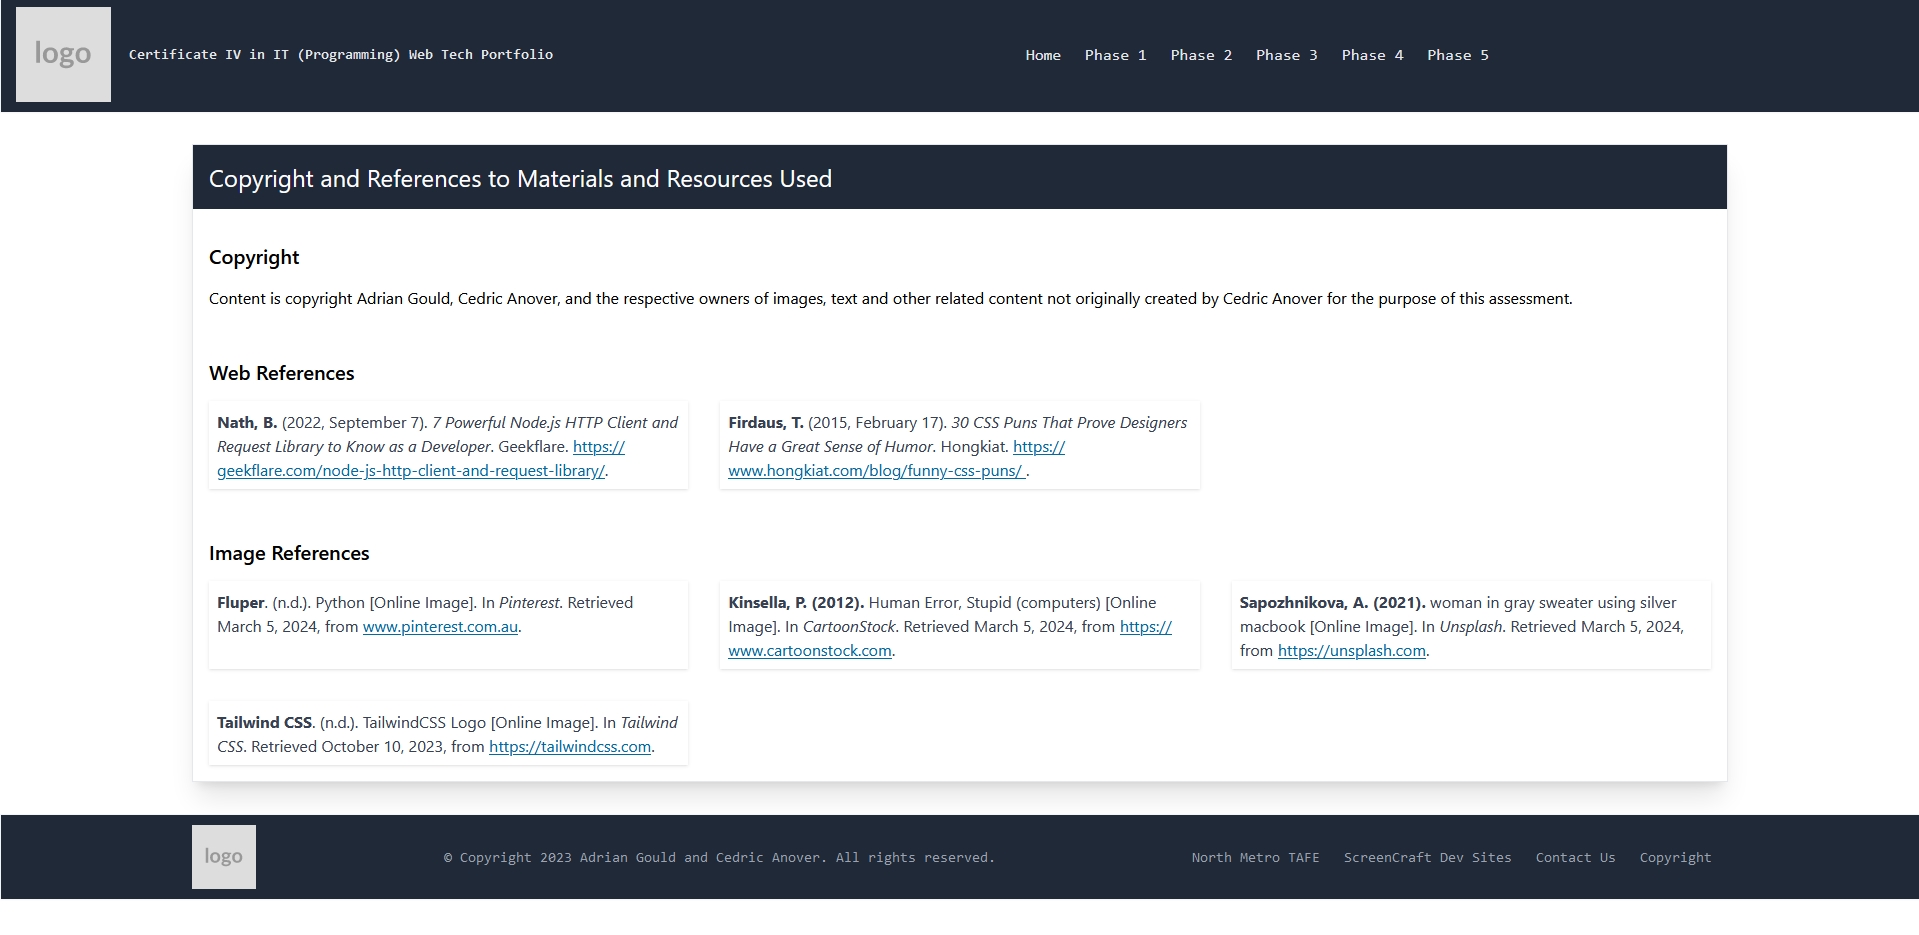 logo
Certificate IV in IT (Programming) Web Tech Portfolio
Home Phase 1 Phase 2 Phase 3 Phase 4 Phase 5
Copyright and References to Materials and Resources Used
Copyright
Content is copyright Adrian Gould, Cedric Anover, and the respective owners of images, text and other related content not originally created by Cedric Anover for the purpose of this assessment.
Web References
Nath, B. (2022, September 7). 7 Powerful Node.js HTTP Client and
Request Library to Know as a Developer. Geekflare. https://
geekflare.com/node-js-http-client-and-request-library/.
Firdaus, T. (2015, February 17). 30 CSS Puns That Prove Designers
Have a Great Sense of Humor. Hongkiat. https://
www.hongkiat.com/blog/funny-css-puns/ .
Image References
Fluper. (n.d.). Python [Online Image]. In Pinterest. Retrieved
March 5, 2024, from www.pinterest.com.au.
Kinsella, P. (2012). Human Error, Stupid (computers) [Online
Image]. In CartoonStock. Retrieved March 5, 2024, from https://
www.cartoonstock.com.
Sapozhnikova, A. (2021). woman in gray sweater using silver
macbook [Online Image]. In Unsplash. Retrieved March 5, 2024,
from https://unsplash.com.
Tailwind CSS. (n.d.). TailwindCSS Logo [Online Image]. In Tailwind
CSS. Retrieved October 10, 2023, from https://tailwindcss.com.
logo
© Copyright 2023 Adrian Gould and Cedric Anover. All rights reserved.
North Metro TAFE ScreenCraft Dev Sites Contact Us Copyright